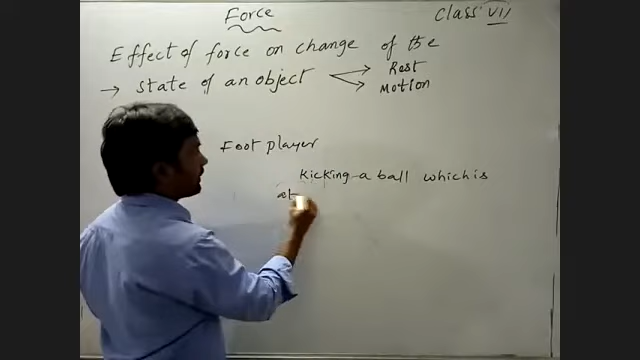 Force
Class VII
Effect of force on change of the
→ state of an object
Rest
Motion
Foot player
kicking a ball which is
at